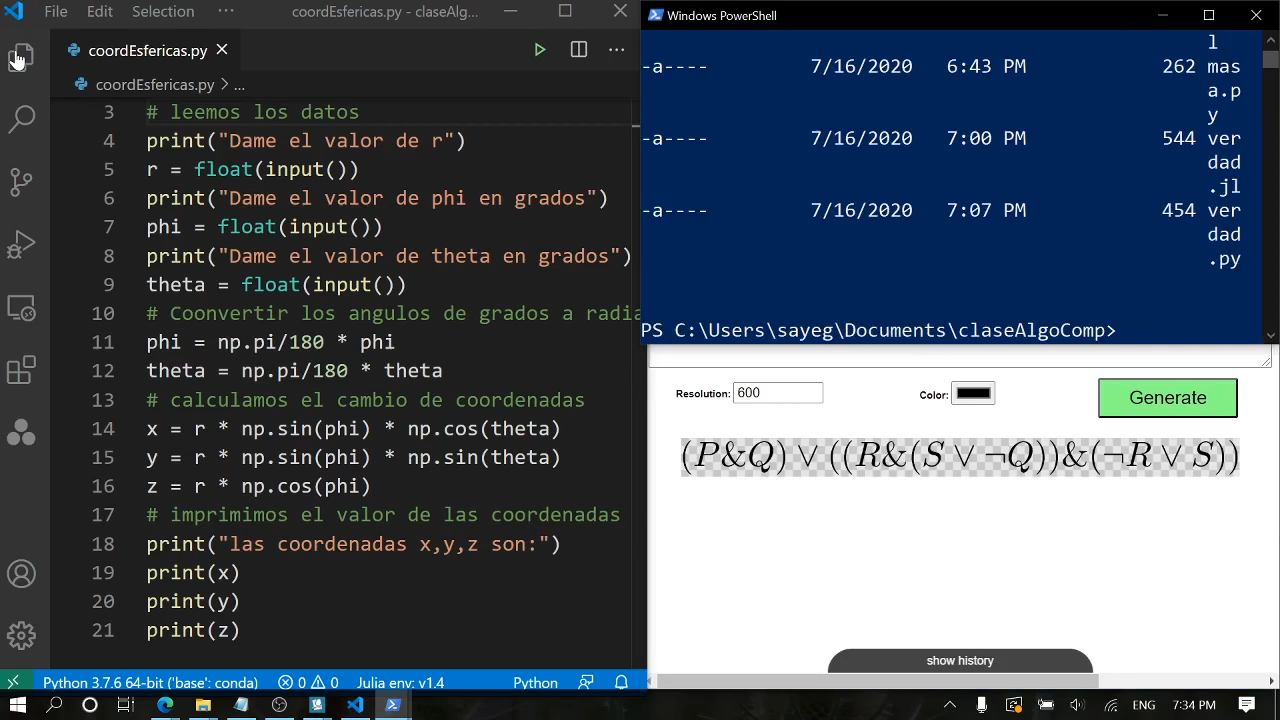 File Edit Selection ··· coordEsfericas.py - claseAlg...
coordEsfericas.py
coordEsfericas.py > ...
3 # leemos los datos
4 print("Dame el valor de r")
5 r = float(input())
6 print("Dame el valor de phi en grados")
7 phi = float(input())
8 print("Dame el valor de theta en grados")
9 theta = float(input())
10 # Coonvertir los angulos de grados a radia
11 phi = np.pi/180 * phi
12 theta = np.pi/180 * theta
13 # calculamos el cambio de coordenadas
14 x = r * np.sin(phi) * np.cos(theta)
15 y = r * np.sin(phi) * np.sin(theta)
16 z = r * np.cos(phi)
17 # imprimimos el valor de las coordenadas
18 print("las coordenadas x,y,z son:")
19 print(x)
20 print(y)
21 print(z)
Python 3.7.6 64-bit ('base': conda) 0 0 Julia env: v1.4 Python
Windows PowerShell
l
-a---- 7/16/2020 6:43 PM 262 mas
a.p
y
-a---- 7/16/2020 7:00 PM 544 ver
dad
.jl
-a---- 7/16/2020 7:07 PM 454 ver
dad
.py
PS C:\Users\sayeg\Documents\claseAlgoComp>
Resolution: 600 Color: Generate
(P&Q) ∨ ((R&(S ∨ ¬Q))&(¬R ∨ S))
show history
ENG 7:34 PM